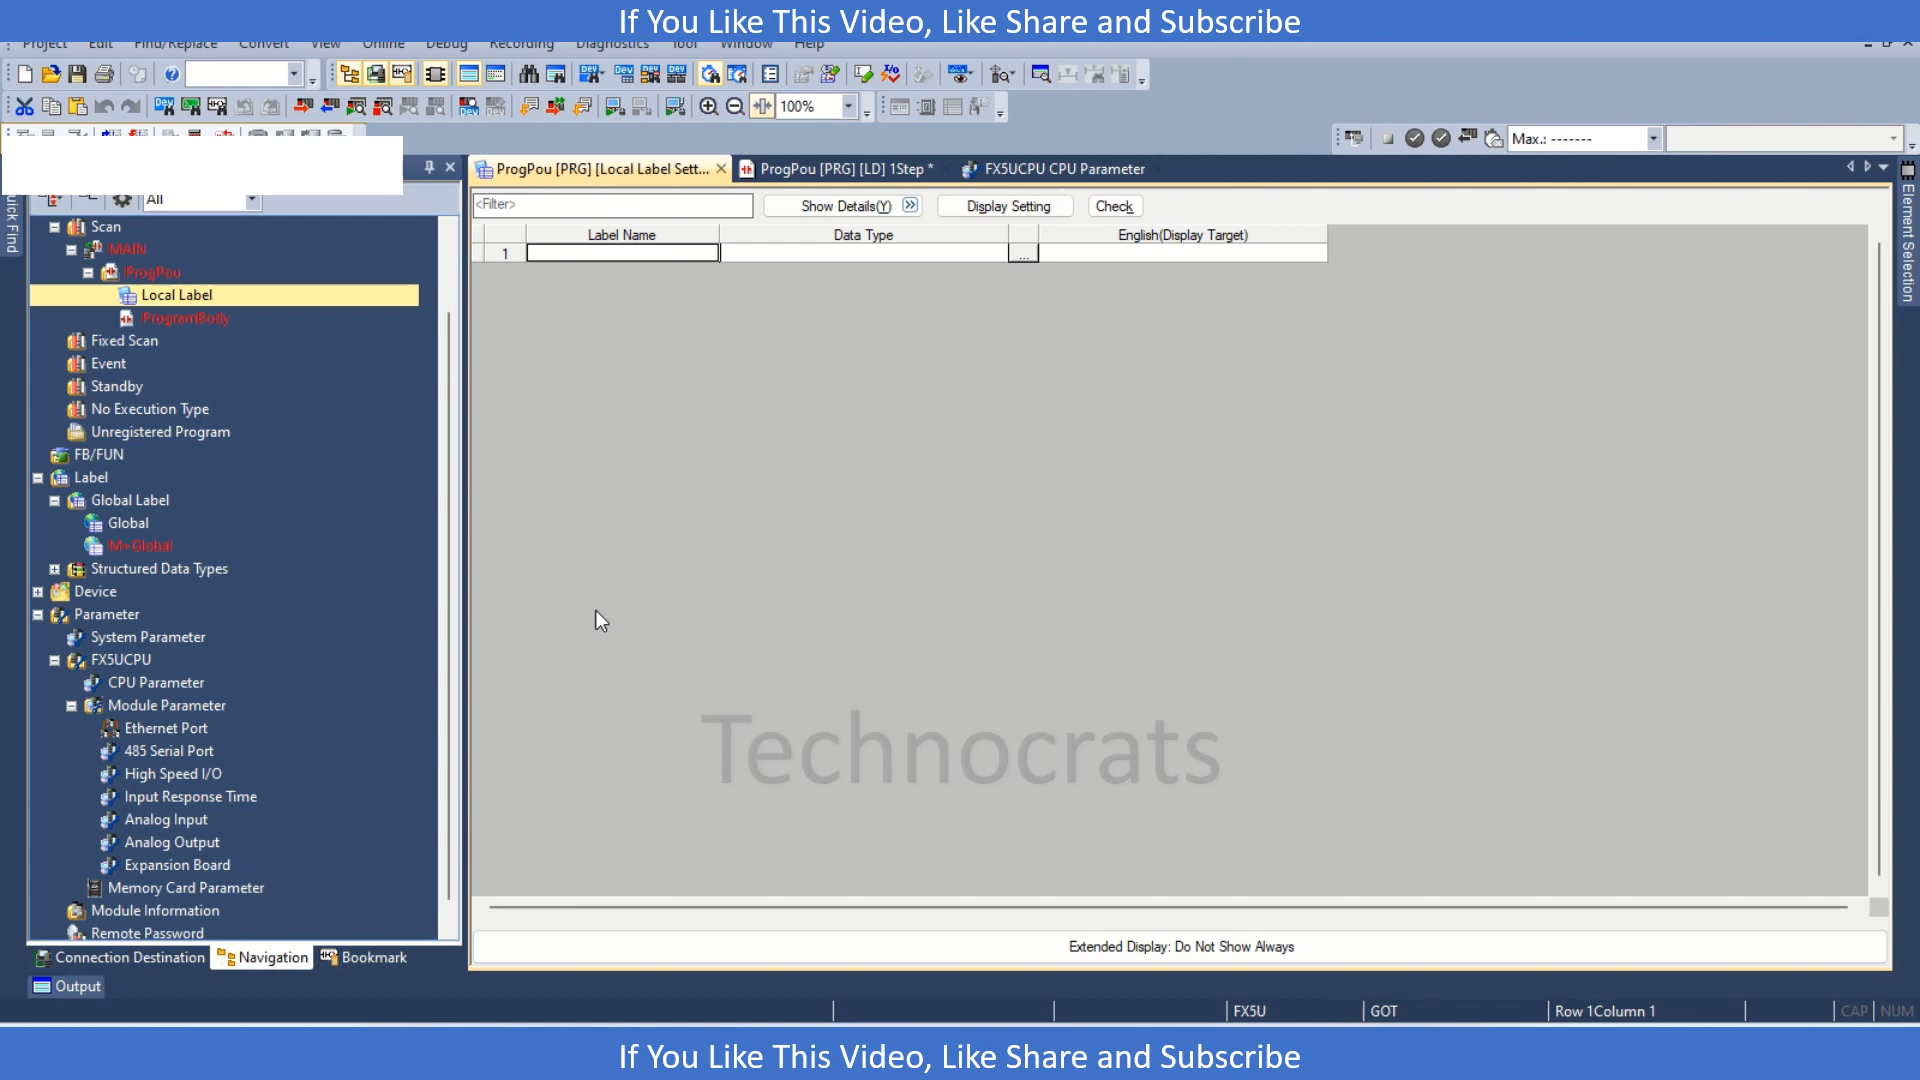 If You Like This Video, Like Share and Subscribe
Project Edit Find/Replace Convert View Online Debug Recording Diagnostics Tool Window Help
100%
Max.: -------
ProgPou [PRG] [Local Label Sett...
ProgPou [PRG] [LD] 1Step *
FX5UCPU CPU Parameter
All
<Filter>
Show Details(Y)
Display Setting
Check
Label Name
Data Type
English(Display Target)
1
...
Quick Find
Element Selection
Scan
MAIN
ProgPou
Local Label
ProgramBody
Fixed Scan
Event
Standby
No Execution Type
Unregistered Program
FB/FUN
Label
Global Label
Global
M+Global
Structured Data Types
Device
Parameter
System Parameter
FX5UCPU
CPU Parameter
Module Parameter
Ethernet Port
485 Serial Port
High Speed I/O
Input Response Time
Analog Input
Analog Output
Expansion Board
Memory Card Parameter
Module Information
Remote Password
Technocrats
Extended Display: Do Not Show Always
Connection Destination
Navigation
Bookmark
Output
FX5U
GOT
Row 1Column 1
CAP
NUM
If You Like This Video, Like Share and Subscribe